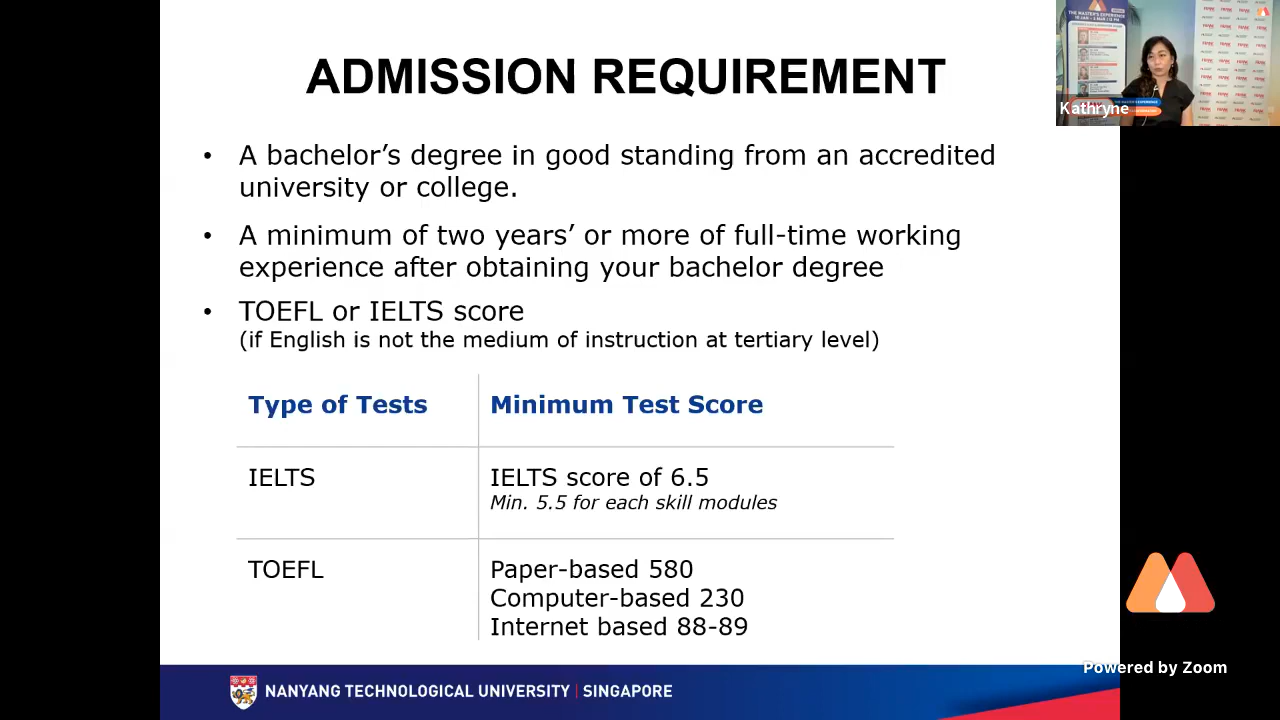 ADMISSION REQUIREMENT
• A bachelor’s degree in good standing from an accredited
university or college.
• A minimum of two years’ or more of full-time working
experience after obtaining your bachelor degree
• TOEFL or IELTS score
(if English is not the medium of instruction at tertiary level)
Type of Tests
Minimum Test Score
IELTS
IELTS score of 6.5
Min. 5.5 for each skill modules
TOEFL
Paper-based 580
Computer-based 230
Internet based 88-89
NANYANG TECHNOLOGICAL UNIVERSITY | SINGAPORE
Kathryne
Powered by Zoom